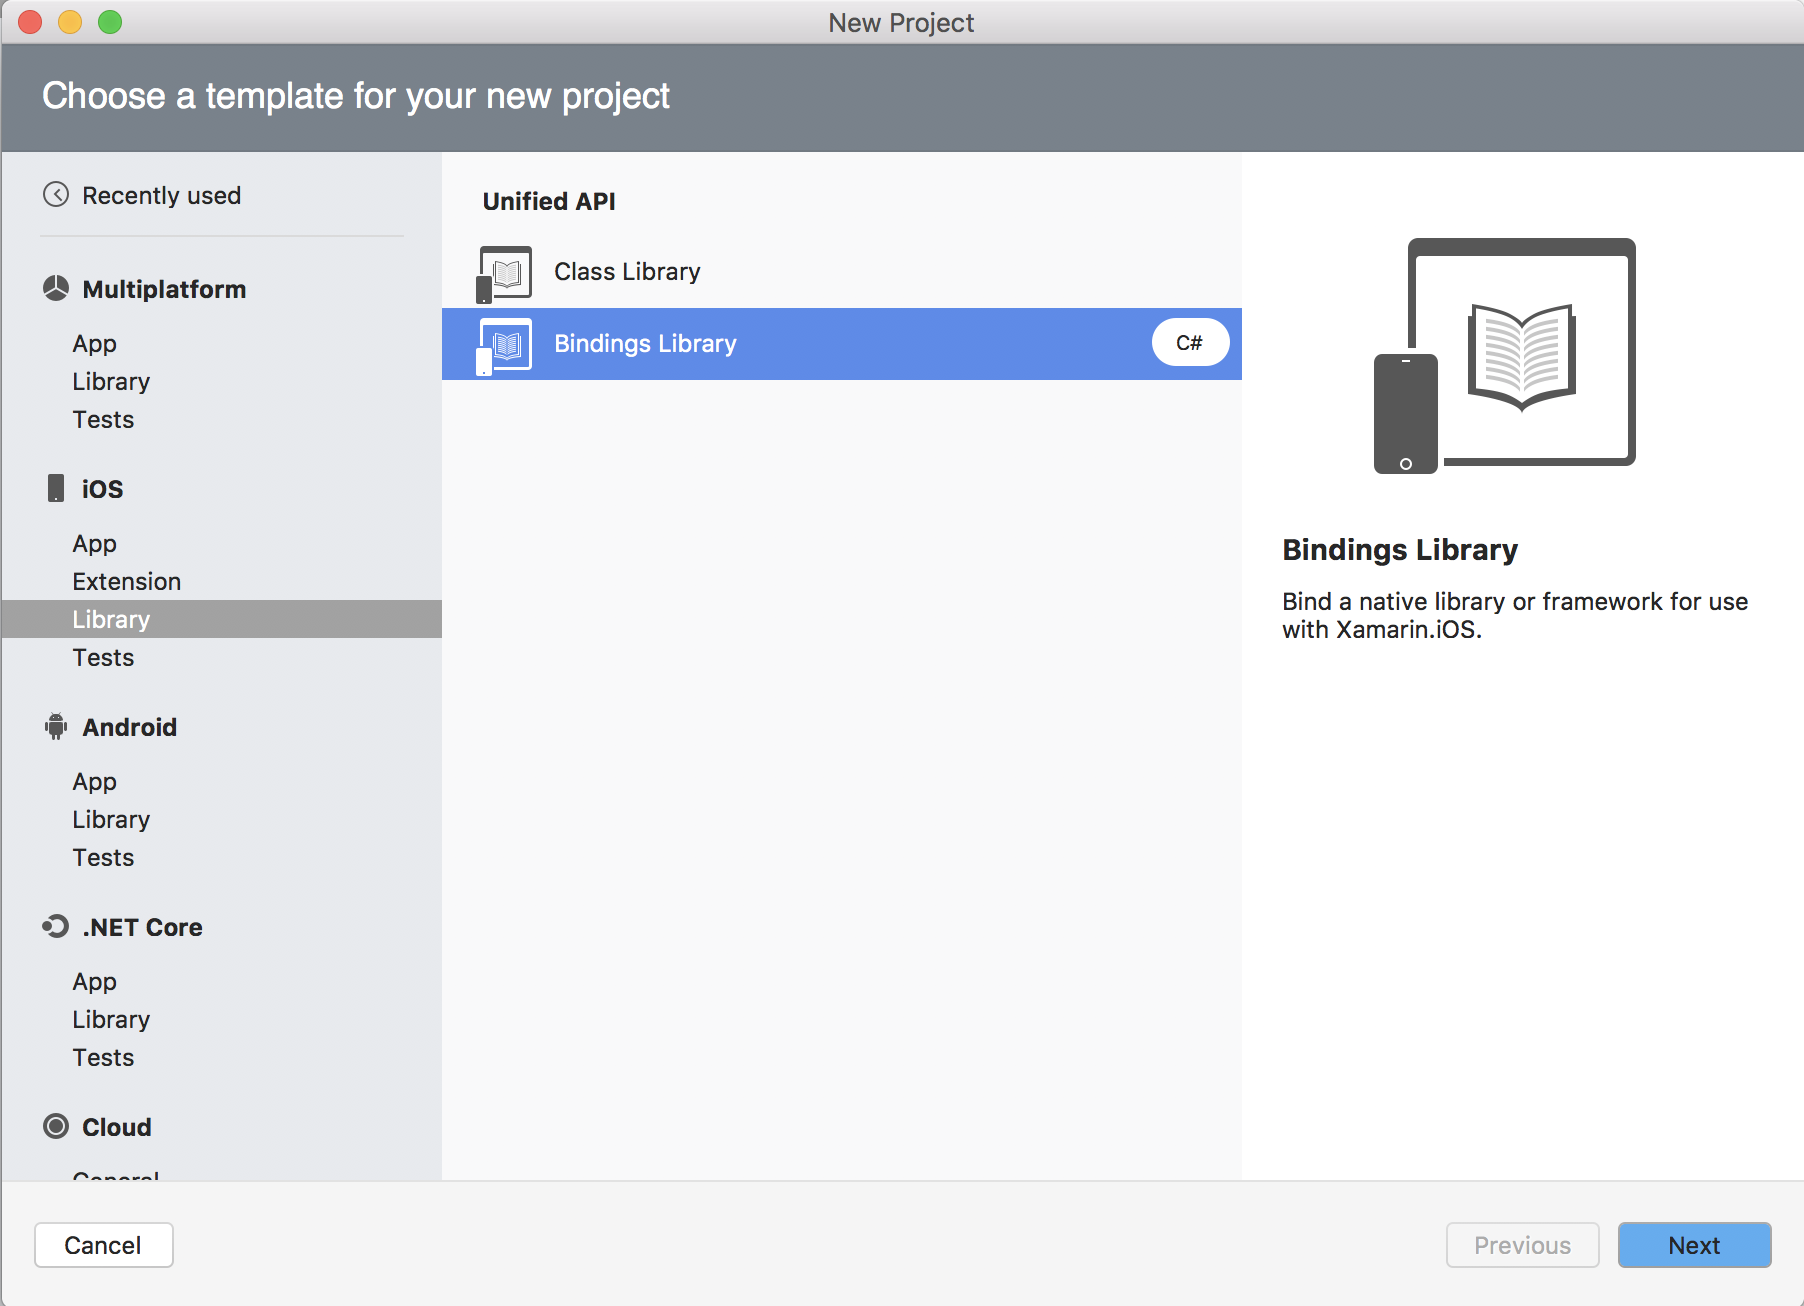 New Project
Choose a template for your new project
Recently used
Multiplatform
App
Library
Tests
iOS
App
Extension
Library
Tests
Android
App
Library
Tests
.NET Core
App
Library
Tests
Cloud
General
Unified API
Class Library
Bindings Library
C#
Bindings Library
Bind a native library or framework for use
with Xamarin.iOS.
Cancel
Previous
Next